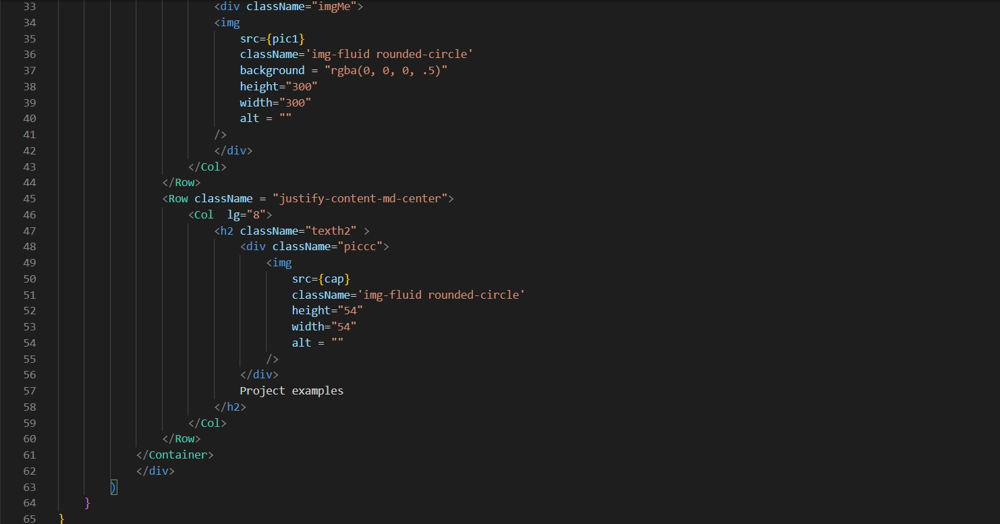 33 <div className="imgMe">
34 <img
35 src={pic1}
36 className='img-fluid rounded-circle'
37 background = "rgba(0, 0, 0, .5)"
38 height="300"
39 width="300"
40 alt = ""
41 />
42 </div>
43 </Col>
44 </Row>
45 <Row className = "justify-content-md-center">
46 <Col  lg="8">
47 <h2 className="texth2" >
48 <div className="piccc">
49 <img
50 src={cap}
51 className='img-fluid rounded-circle'
52 height="54"
53 width="54"
54 alt = ""
55 />
56 </div>
57 Project examples
58 </h2>
59 </Col>
60 </Row>
61 </Container>
62 </div>
63 )
64 }
65 }